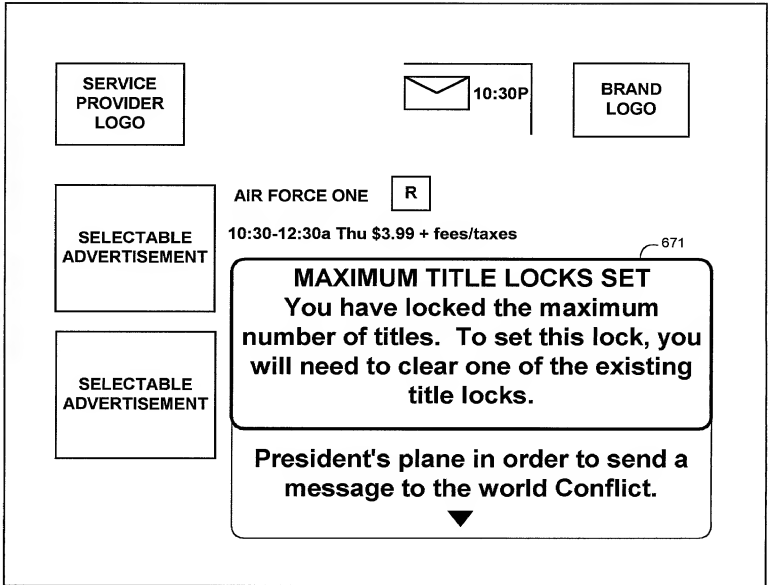 SERVICE
PROVIDER
LOGO
10:30P
BRAND
LOGO
SELECTABLE
ADVERTISEMENT
AIR FORCE ONE R
10:30-12:30a Thu $3.99 + fees/taxes
671
MAXIMUM TITLE LOCKS SET
You have locked the maximum
number of titles. To set this lock, you
will need to clear one of the existing
title locks.
SELECTABLE
ADVERTISEMENT
President's plane in order to send a
message to the world Conflict.